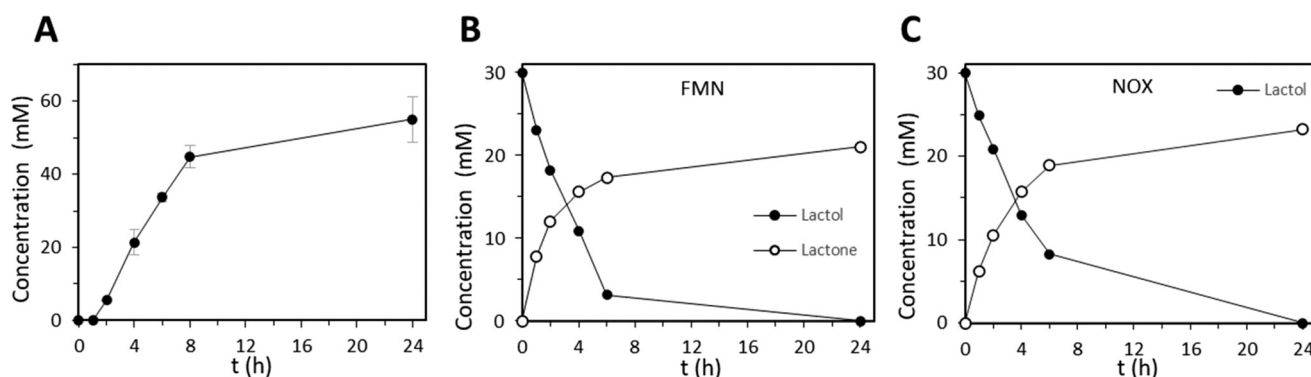 A
Concentration (mM)
60
40
20
0
0 4 8 12 16 20 24
t (h)
B
Concentration (mM)
30
20
10
0
FMN
Lactol
Lactone
0 4 8 12 16 20 24
t (h)
C
Concentration (mM)
30
20
10
0
NOX
Lactol
0 4 8 12 16 20 24
t (h)